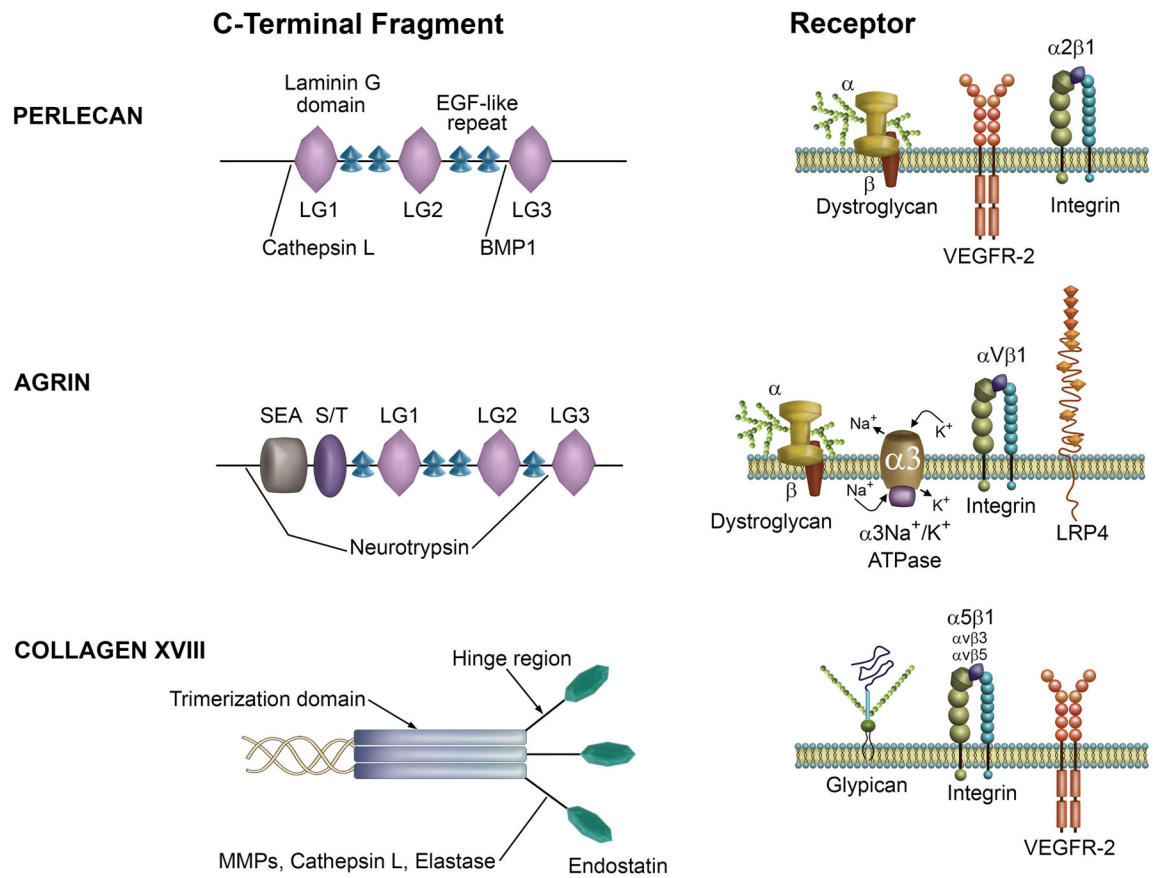 C-Terminal Fragment
Receptor
PERLECAN
Laminin G
domain
EGF-like
repeat
LG1
LG2
LG3
Cathepsin L
BMP1
α
β
Dystroglycan
VEGFR-2
α2β1
Integrin
AGRIN
SEA
S/T
LG1
LG2
LG3
Neurotrypsin
α
β
Dystroglycan
Na⁺
K⁺
α3
Na⁺
K⁺
α3Na⁺/K⁺
ATPase
αVβ1
Integrin
LRP4
COLLAGEN XVIII
Hinge region
Trimerization domain
MMPs, Cathepsin L, Elastase
Endostatin
Glypican
α5β1
αvβ3
αvβ5
Integrin
VEGFR-2